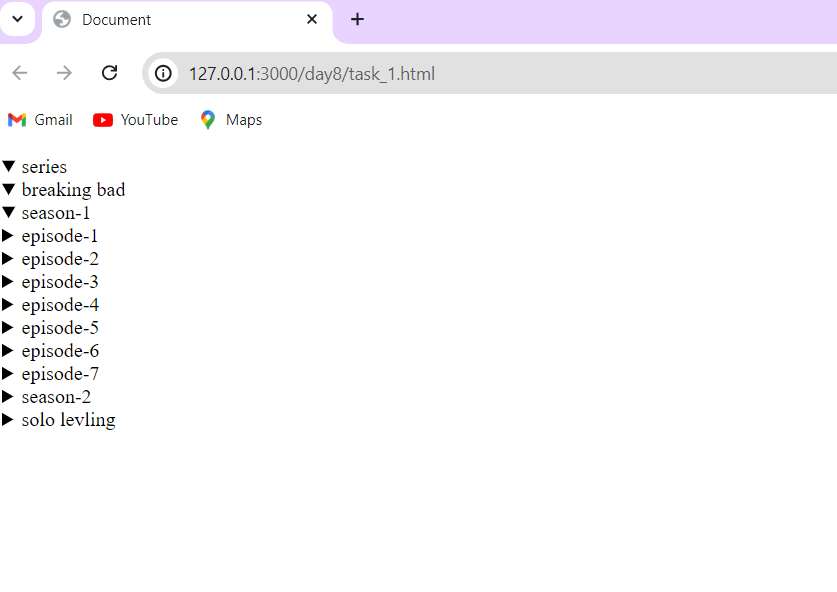 Document
127.0.0.1:3000/day8/task_1.html
Gmail YouTube Maps
series
breaking bad
season-1
episode-1
episode-2
episode-3
episode-4
episode-5
episode-6
episode-7
season-2
solo levling